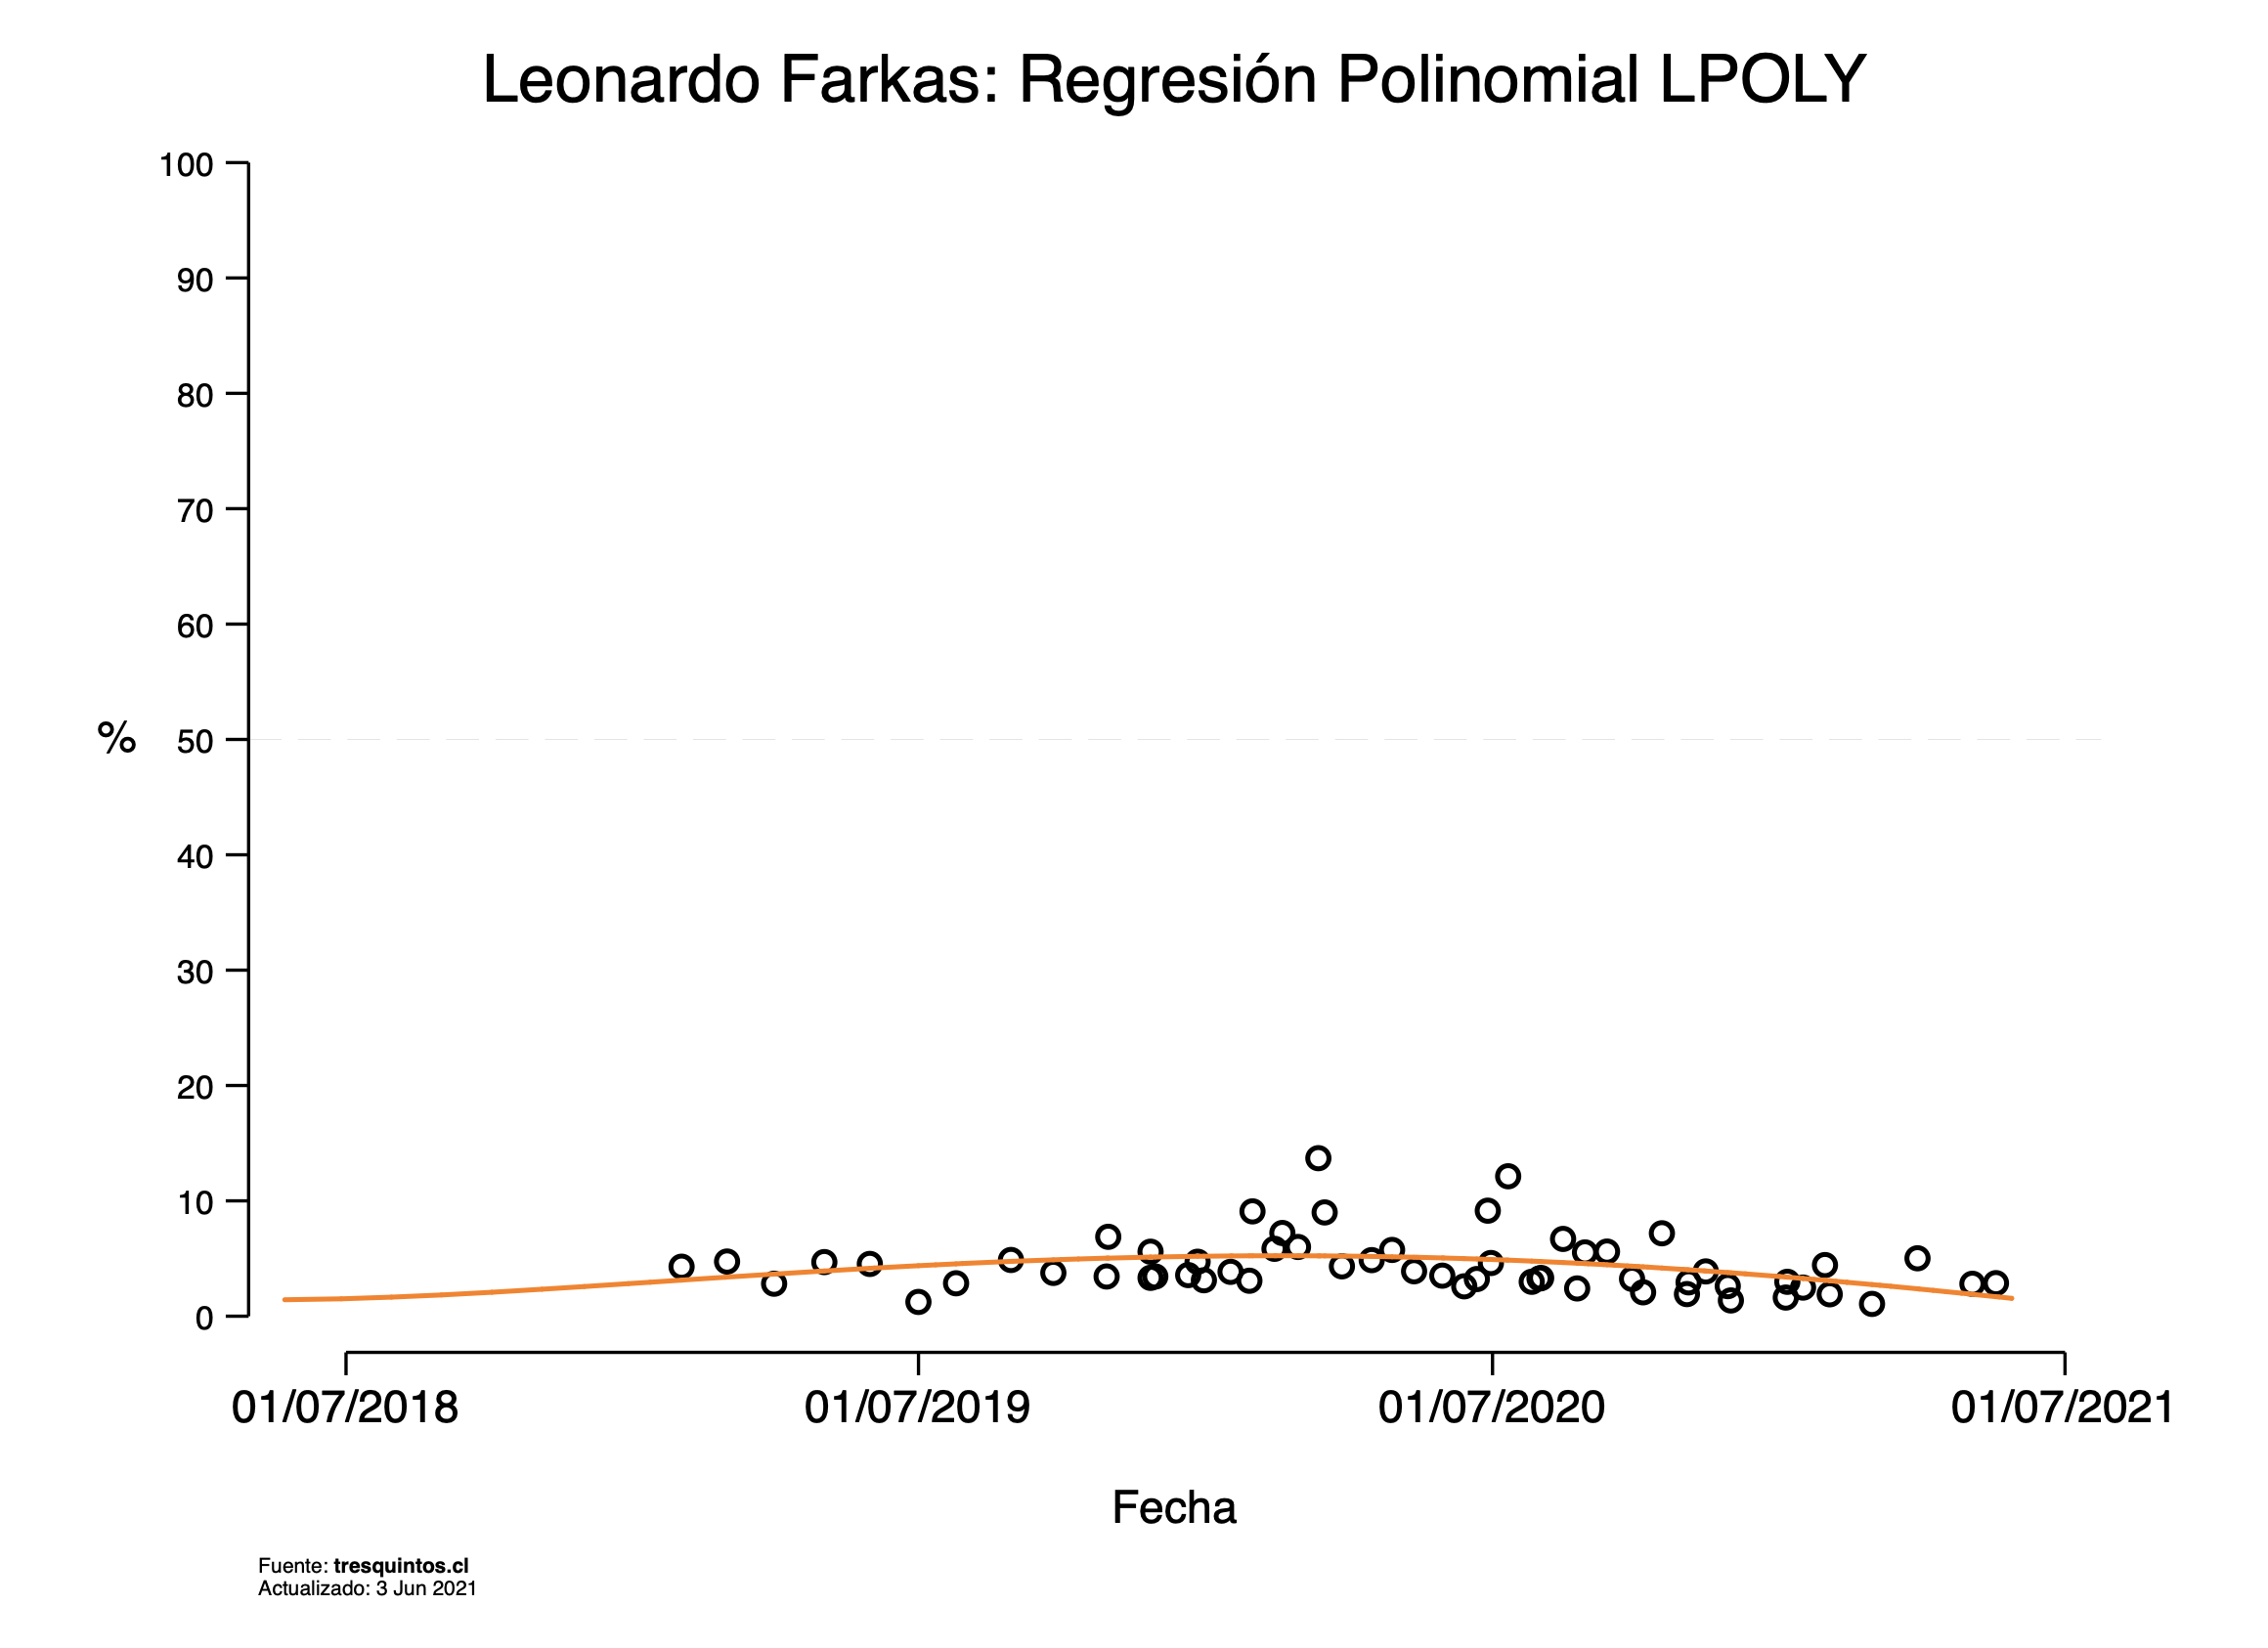 Leonardo Farkas: Regresión Polinomial LPOLY
100
90
80
70
60
% 50
40
30
20
10
0
01/07/2018 01/07/2019 01/07/2020 01/07/2021
Fecha
Fuente: tresquintos.cl
Actualizado: 3 Jun 2021